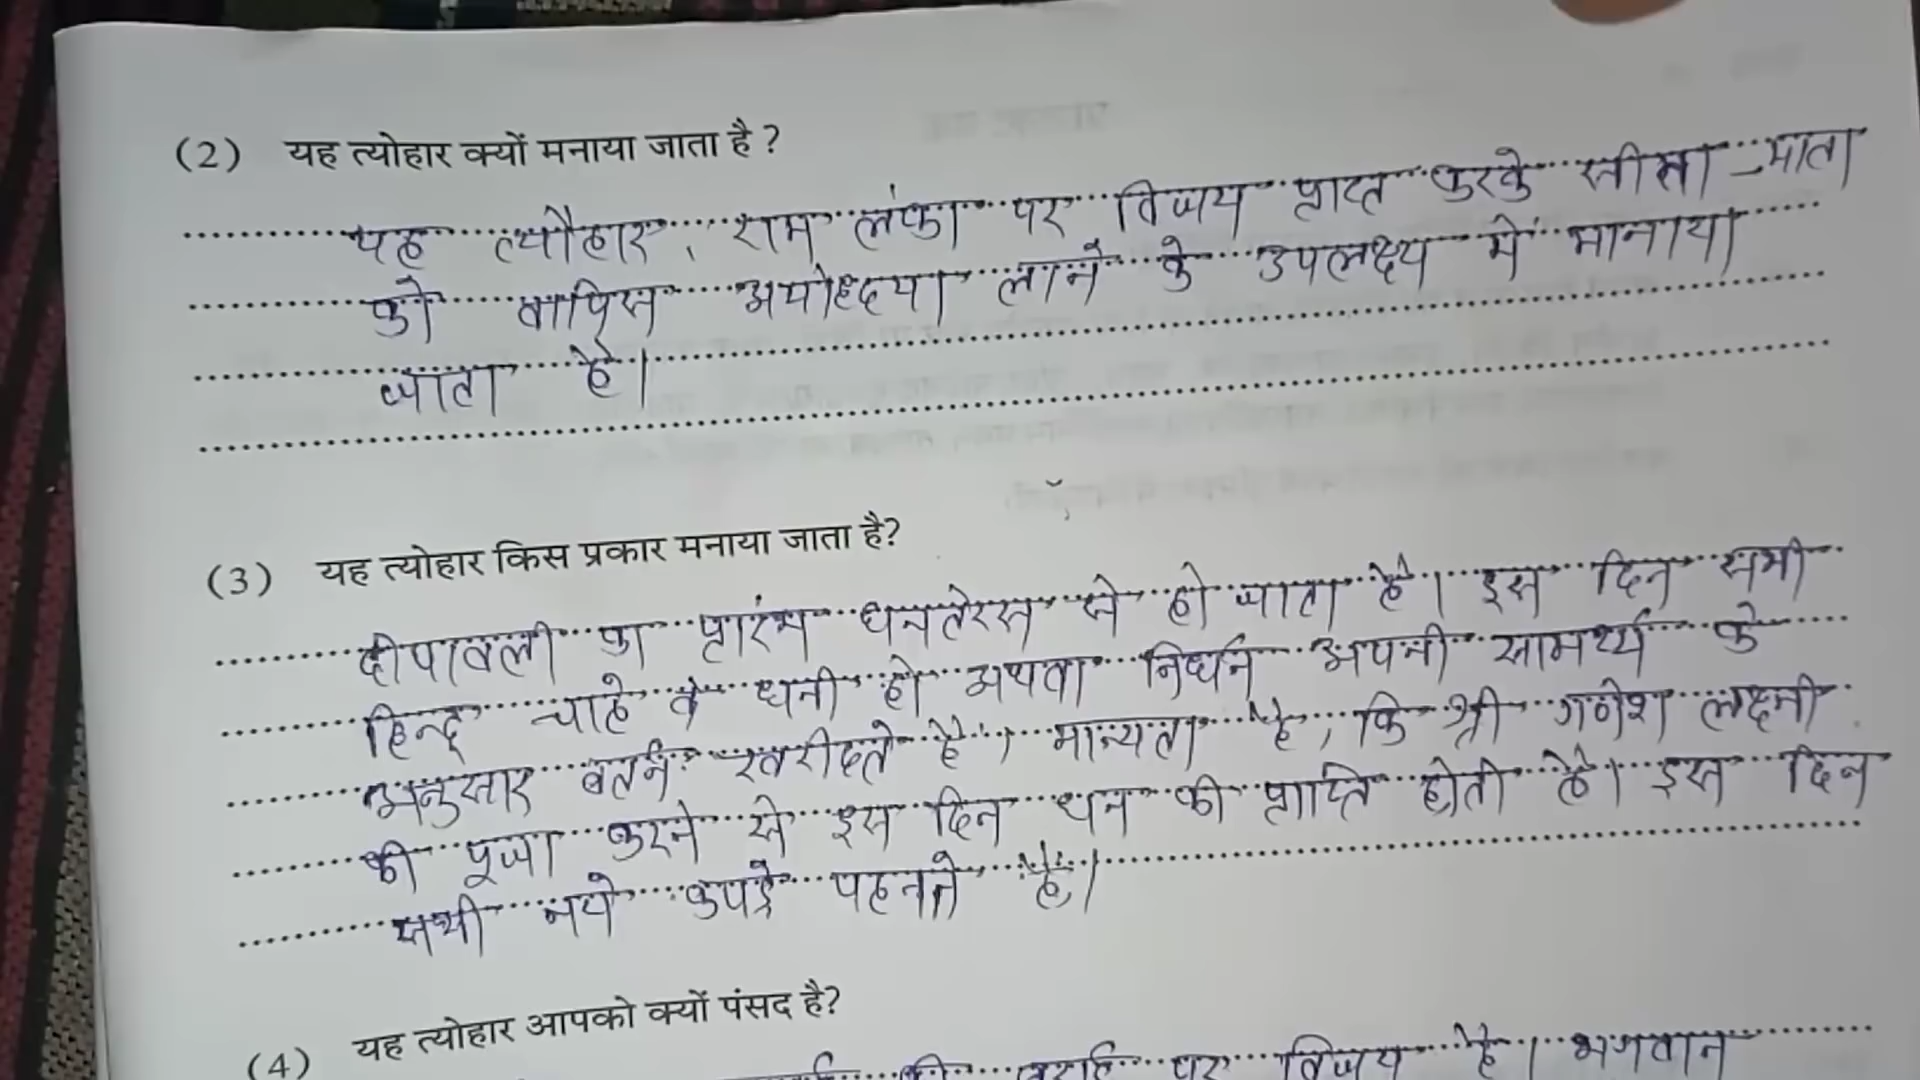 (2) यह त्योहार क्यों मनाया जाता है ?
यह त्यौहार, राम लंका पर विजय प्राप्त करके सीता माता
को वापिस अयोध्दया लाने के उपलक्ष्य में मानाया
जाता है।
(3) यह त्योहार किस प्रकार मनाया जाता है?
दीपावली का प्रारंभ धनतेरस से हो जाता है। इस दिन सभी
हिन्दू चाहे वे धनी हो अथवा निर्धन अपनी सामर्थ्य के
अनुसार बर्तन खरीदते है। मान्यता है, कि श्री गणेश लक्ष्मी
की पूजा करने से इस दिन धन की प्राप्ति होती है। इस दिन
सभी नये कपड़े पहनते है।
(4) यह त्योहार आपको क्यों पंसद है?
की पर विजय है। भगवान